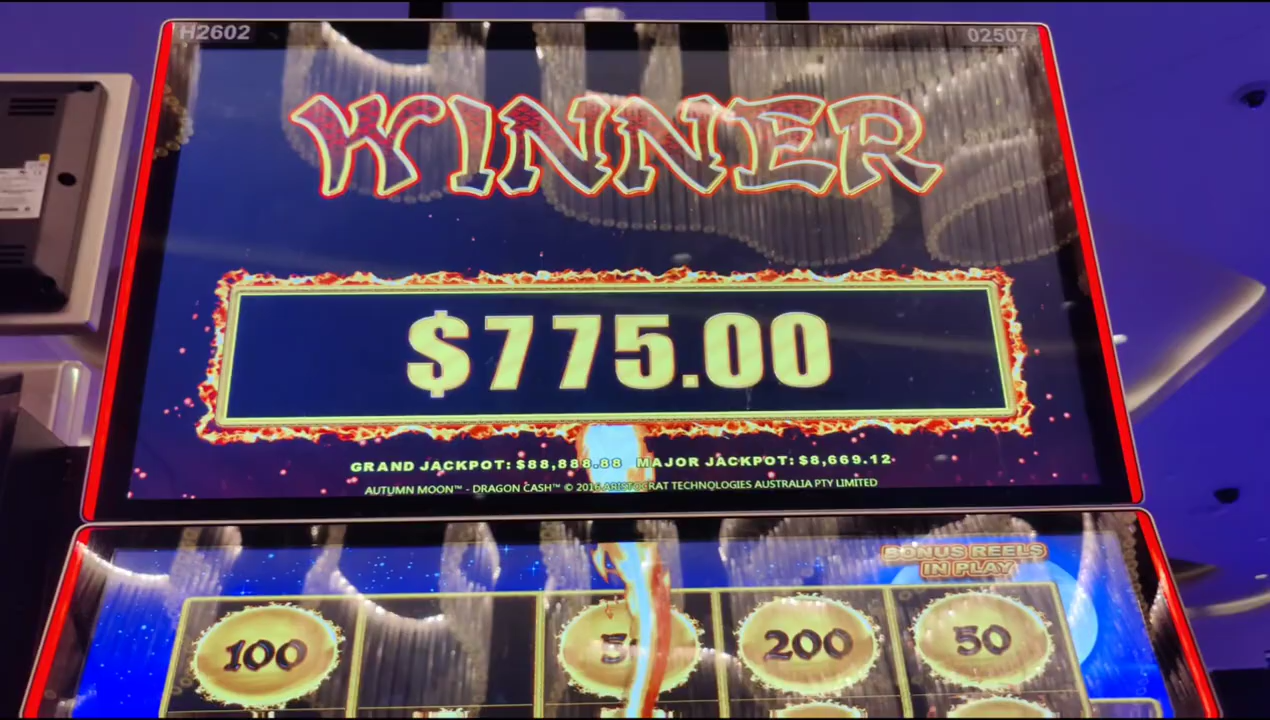 H2602 02507
WINNER
$775.00
GRAND JACKPOT: $88,888.88 MAJOR JACKPOT: $8,669.12
AUTUMN MOON™ - DRAGON CASH™ © ARISTOCRAT TECHNOLOGIES AUSTRALIA PTY LIMITED
BONUS REELS
IN PLAY
100 200 50